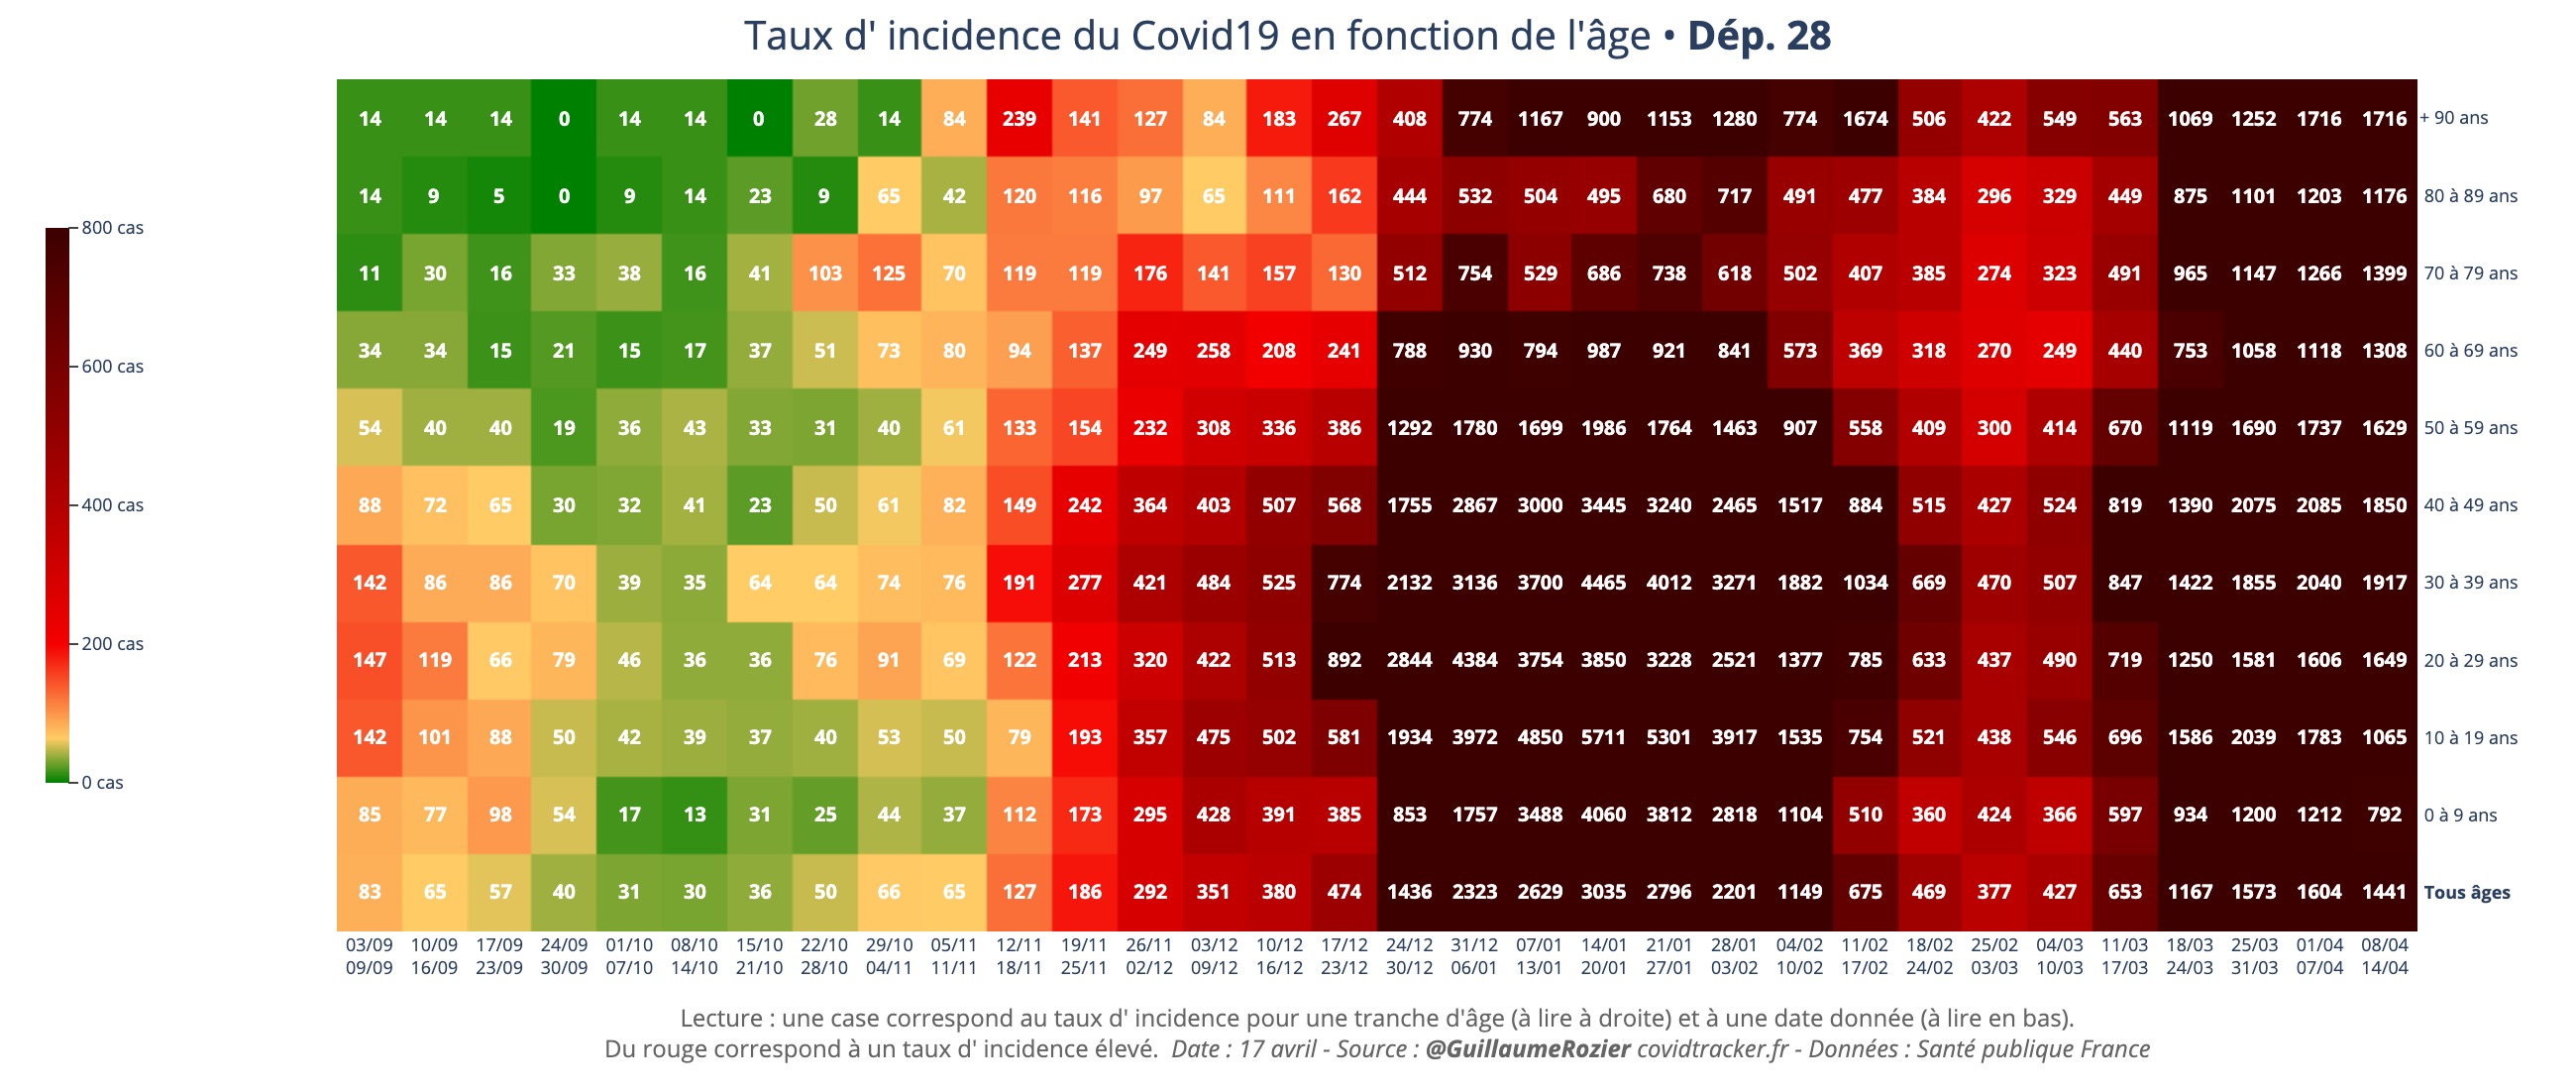 Taux d' incidence du Covid19 en fonction de l'âge • Dép. 28
800 cas
600 cas
400 cas
200 cas
0 cas
14 14 14 0 14 14 0 28 14 84 239 141 127 84 183 267 408 774 1167 900 1153 1280 774 1674 506 422 549 563 1069 1252 1716 1716 + 90 ans
14 9 5 0 9 14 23 9 65 42 120 116 97 65 111 162 444 532 504 495 680 717 491 477 384 296 329 449 875 1101 1203 1176 80 à 89 ans
11 30 16 33 38 16 41 103 125 70 119 119 176 141 157 130 512 754 529 686 738 618 502 407 385 274 323 491 965 1147 1266 1399 70 à 79 ans
34 34 15 21 15 17 37 51 73 80 94 137 249 258 208 241 788 930 794 987 921 841 573 369 318 270 249 440 753 1058 1118 1308 60 à 69 ans
54 40 40 19 36 43 33 31 40 61 133 154 232 308 336 386 1292 1780 1699 1986 1764 1463 907 558 409 300 414 670 1119 1690 1737 1629 50 à 59 ans
88 72 65 30 32 41 23 50 61 82 149 242 364 403 507 568 1755 2867 3000 3445 3240 2465 1517 884 515 427 524 819 1390 2075 2085 1850 40 à 49 ans
142 86 86 70 39 35 64 64 74 76 191 277 421 484 525 774 2132 3136 3700 4465 4012 3271 1882 1034 669 470 507 847 1422 1855 2040 1917 30 à 39 ans
147 119 66 79 46 36 36 76 91 69 122 213 320 422 513 892 2844 4384 3754 3850 3228 2521 1377 785 633 437 490 719 1250 1581 1606 1649 20 à 29 ans
142 101 88 50 42 39 37 40 53 50 79 193 357 475 502 581 1934 3972 4850 5711 5301 3917 1535 754 521 438 546 696 1586 2039 1783 1065 10 à 19 ans
85 77 98 54 17 13 31 25 44 37 112 173 295 428 391 385 853 1757 3488 4060 3812 2818 1104 510 360 424 366 597 934 1200 1212 792 0 à 9 ans
83 65 57 40 31 30 36 50 66 65 127 186 292 351 380 474 1436 2323 2629 3035 2796 2201 1149 675 469 377 427 653 1167 1573 1604 1441 Tous âges
03/09 10/09 17/09 24/09 01/10 08/10 15/10 22/10 29/10 05/11 12/11 19/11 26/11 03/12 10/12 17/12 24/12 31/12 07/01 14/01 21/01 28/01 04/02 11/02 18/02 25/02 04/03 11/03 18/03 25/03 01/04 08/04
09/09 16/09 23/09 30/09 07/10 14/10 21/10 28/10 04/11 11/11 18/11 25/11 02/12 09/12 16/12 23/12 30/12 06/01 13/01 20/01 27/01 03/02 10/02 17/02 24/02 03/03 10/03 17/03 24/03 31/03 07/04 14/04
Lecture : une case correspond au taux d' incidence pour une tranche d'âge (à lire à droite) et à une date donnée (à lire en bas).
Du rouge correspond à un taux d' incidence élevé. Date : 17 avril - Source : @GuillaumeRozier covidtracker.fr - Données : Santé publique France